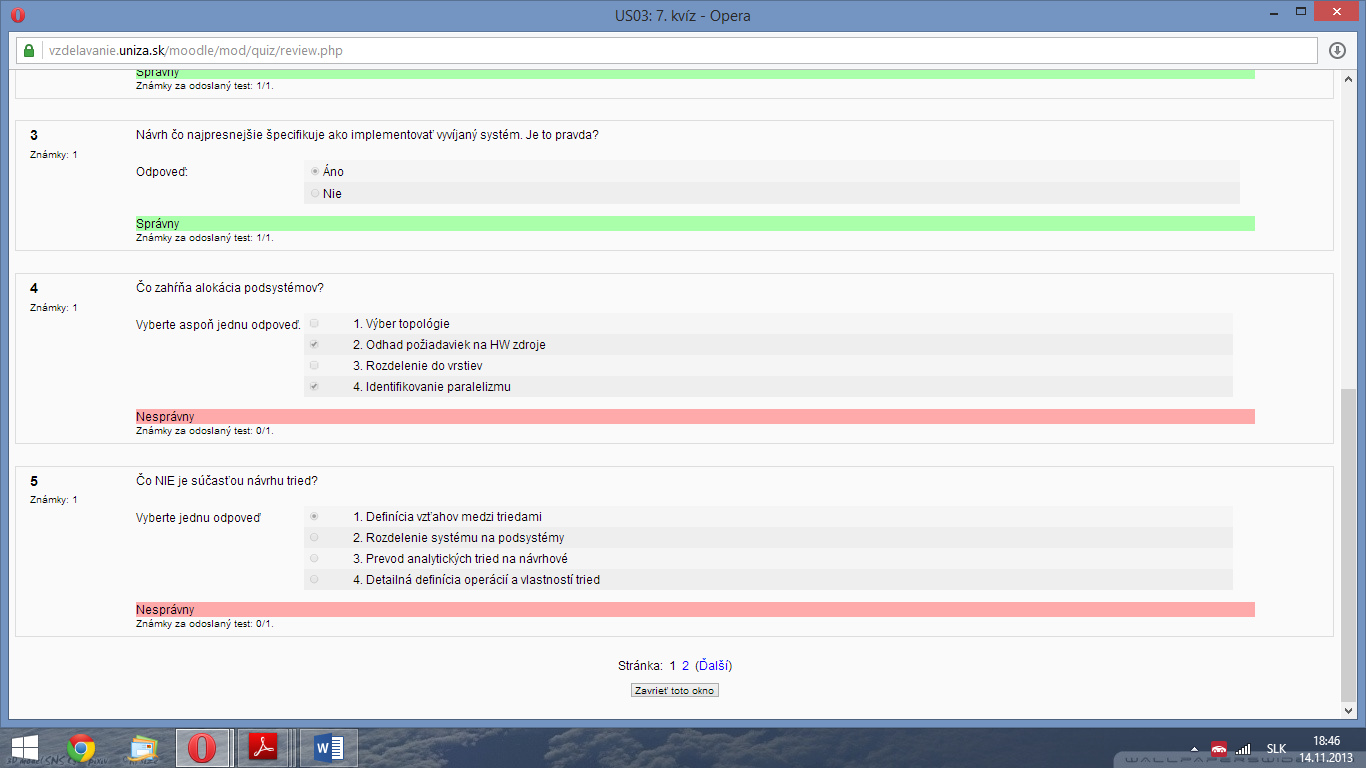 US03: 7. kvíz - Opera
vzdelavanie.uniza.sk/moodle/mod/quiz/review.php
Správny
Známky za odoslaný test: 1/1.
3
Známky: 1
Návrh čo najpresnejšie špecifikuje ako implementovať vyvíjaný systém. Je to pravda?
Odpoveď:
Áno
Nie
Správny
Známky za odoslaný test: 1/1.
4
Známky: 1
Čo zahŕňa alokácia podsystémov?
Vyberte aspoň jednu odpoveď.
1. Výber topológie
2. Odhad požiadaviek na HW zdroje
3. Rozdelenie do vrstiev
4. Identifikovanie paralelizmu
Nesprávny
Známky za odoslaný test: 0/1.
5
Známky: 1
Čo NIE je súčasťou návrhu tried?
Vyberte jednu odpoveď
1. Definícia vzťahov medzi triedami
2. Rozdelenie systému na podsystémy
3. Prevod analytických tried na návrhové
4. Detailná definícia operácií a vlastností tried
Nesprávny
Známky za odoslaný test: 0/1.
Stránka: 1 2 (Ďalší)
Zavrieť toto okno
SLK
18:46
14.11.2013